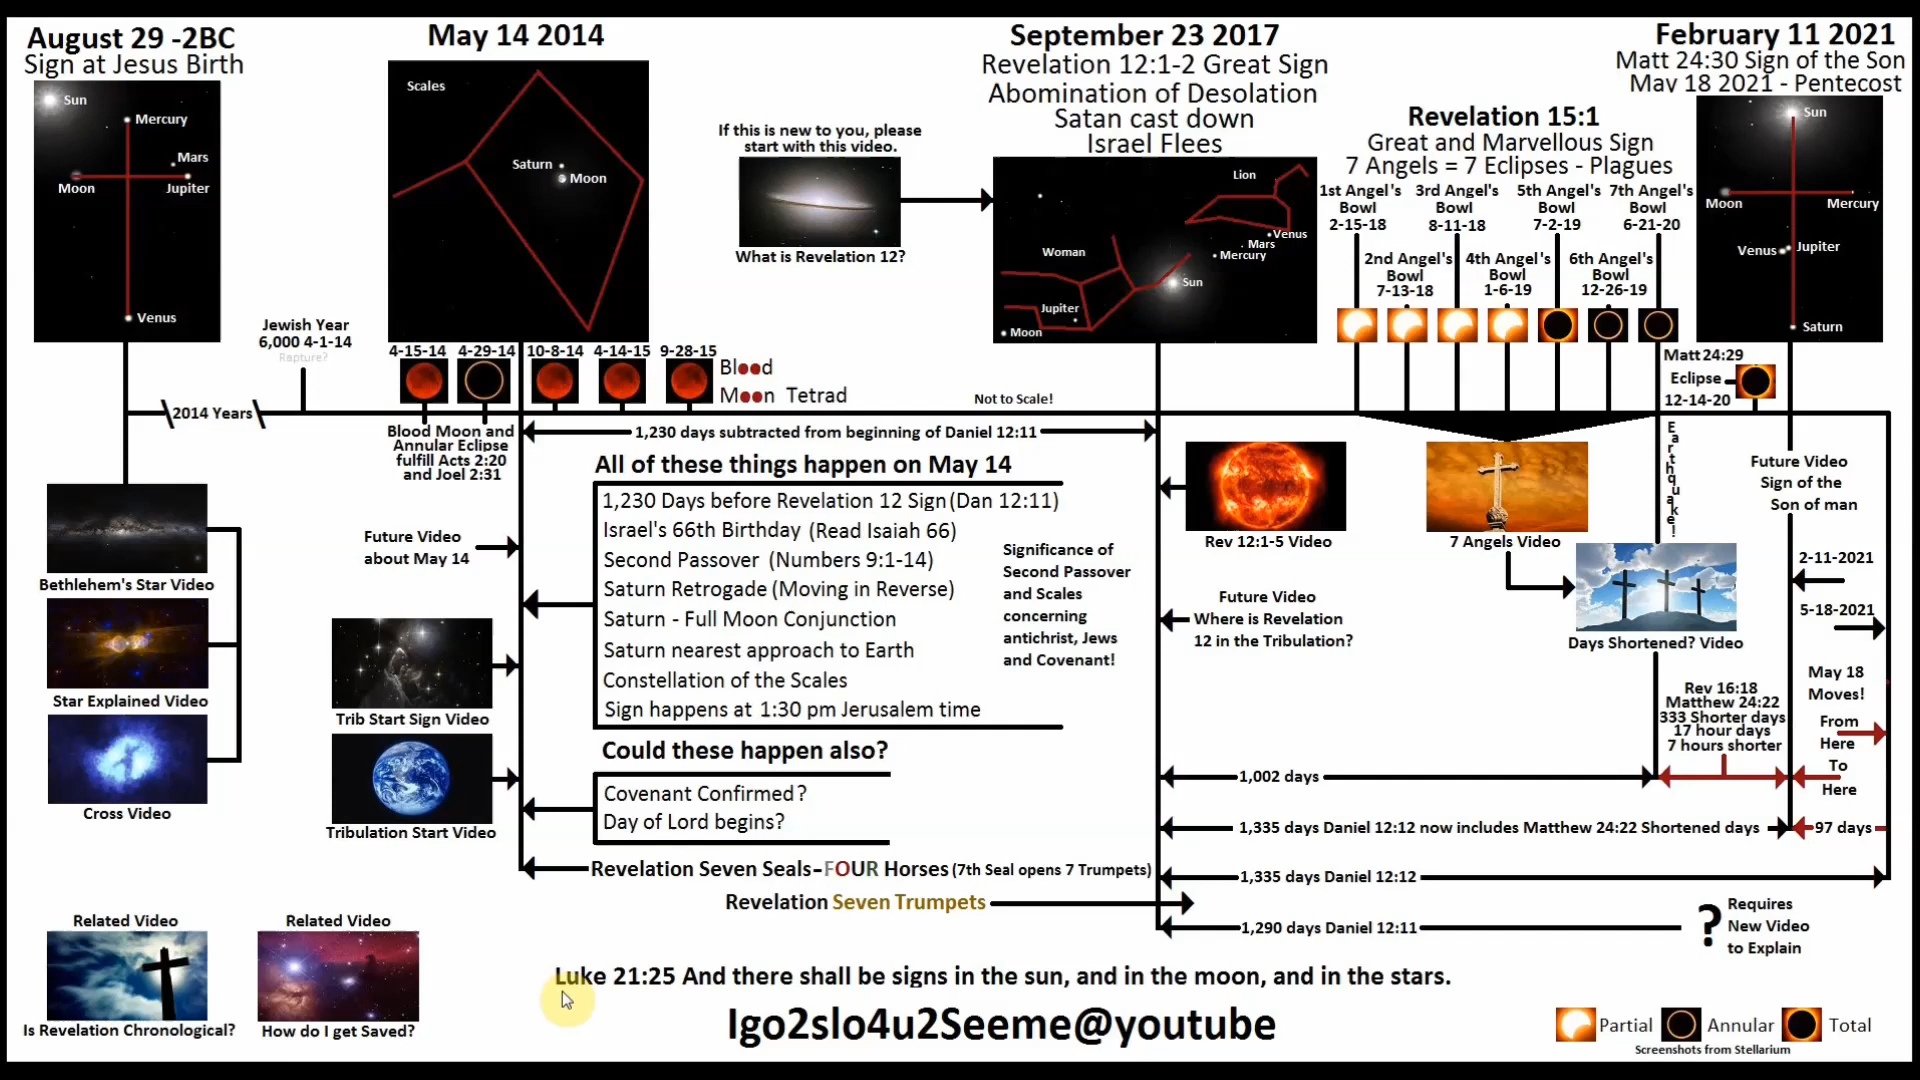 August 29 -2BC
Sign at Jesus Birth
Sun
Mercury
Mars
Moon
Jupiter
Venus
Jewish Year
6,000 4-1-14
Rapture?
2014 Years
Bethlehem's Star Video
Star Explained Video
Cross Video
Related Video
Is Revelation Chronological?
Related Video
How do I get Saved?
May 14 2014
Scales
Saturn
Moon
4-15-14
4-29-14
10-8-14
4-14-15
9-28-15
Blood
Moon Tetrad
Blood Moon and
Annular Eclipse
fulfill Acts 2:20
and Joel 2:31
Future Video
about May 14
Trib Start Sign Video
Tribulation Start Video
If this is new to you, please
start with this video.
What is Revelation 12?
Not to Scale!
1,230 days subtracted from beginning of Daniel 12:11
All of these things happen on May 14
1,230 Days before Revelation 12 Sign (Dan 12:11)
Israel's 66th Birthday (Read Isaiah 66)
Second Passover (Numbers 9:1-14)
Saturn Retrogade (Moving in Reverse)
Saturn - Full Moon Conjunction
Saturn nearest approach to Earth
Constellation of the Scales
Sign happens at 1:30 pm Jerusalem time
Significance of
Second Passover
and Scales
concerning
antichrist, Jews
and Covenant!
Could these happen also?
Covenant Confirmed?
Day of Lord begins?
Revelation Seven Seals-FOUR Horses (7th Seal opens 7 Trumpets)
Revelation Seven Trumpets
September 23 2017
Revelation 12:1-2 Great Sign
Abomination of Desolation
Satan cast down
Israel Flees
Lion
Venus
Mars
Mercury
Woman
Sun
Jupiter
Moon
Rev 12:1-5 Video
Future Video
Where is Revelation
12 in the Tribulation?
Revelation 15:1
Great and Marvellous Sign
7 Angels = 7 Eclipses - Plagues
1st Angel's
Bowl
2-15-18
3rd Angel's
Bowl
8-11-18
5th Angel's
Bowl
7-2-19
7th Angel's
Bowl
6-21-20
2nd Angel's
Bowl
7-13-18
4th Angel's
Bowl
1-6-19
6th Angel's
Bowl
12-26-19
7 Angels Video
Earthquake!
Days Shortened? Video
February 11 2021
Matt 24:30 Sign of the Son
May 18 2021 - Pentecost
Sun
Moon
Mercury
Venus
Jupiter
Saturn
Matt 24:29
Eclipse
12-14-20
Future Video
Sign of the
Son of man
2-11-2021
5-18-2021
May 18
Moves!
From
Here
To
Here
Rev 16:18
Matthew 24:22
333 Shorter days
17 hour days
7 hours shorter
1,002 days
1,335 days Daniel 12:12 now includes Matthew 24:22 Shortened days
97 days
1,335 days Daniel 12:12
1,290 days Daniel 12:11
?
Requires
New Video
to Explain
Luke 21:25 And there shall be signs in the sun, and in the moon, and in the stars.
Igo2slo4u2Seeme@youtube
Partial
Annular
Total
Screenshots from Stellarium